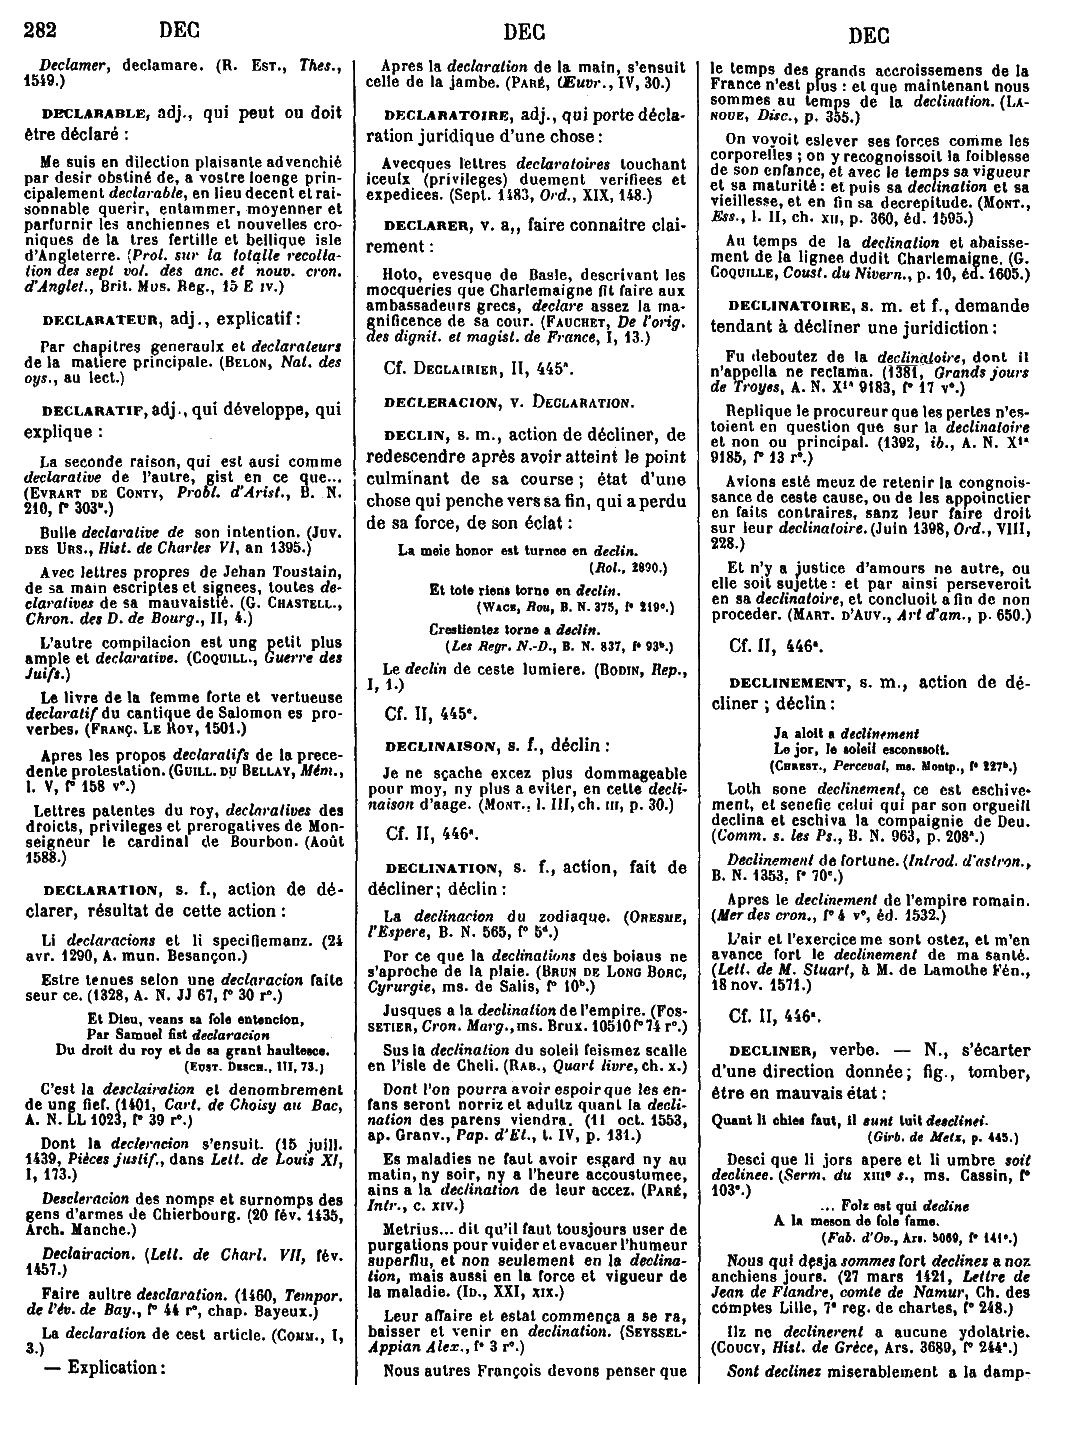 282 DEC DEC DEC
Declamer, declamare. (R. EST., Thes.,
1549.)
DECLARABLE, adj., qui peut ou doit
être déclaré :
Me suis en dilection plaisante advenchié
par desir obstiné de, a vostre loenge prin-
cipalement declarable, en lieu decent et rai-
sonnable querir, entammer, moyenner et
parfurnir les anchiennes et nouvelles cro-
niques de la tres fertille et bellique isle
d'Angleterre. (Prol. sur la totalle recolla-
tion des sept vol. des anc. et nouv. cron.
d'Anglet., Brit. Mus. Reg., 15 E IV.)
DECLARATEUR, adj., explicatif :
Par chapitres generaulx et declarateurs
de la matiere principale. (BELON, Nat. des
oys., au lect.)
DECLARATIF, adj., qui développe, qui
explique :
La seconde raison, qui est ausi comme
declarative de l'autre, gist en ce que...
(EVRART DE CONTY, Probl. d'Arist., B. N.
210, f° 303ª.)
Bulle declarative de son intention. (JUV.
DES URS., Hist. de Charles VI, an 1395.)
Avec lettres propres de Jehan Toustain,
de sa main escriptes et signees, toutes de-
claratives de sa mauvaistié. (G. CHASTELL.,
Chron. des D. de Bourg., II, 4.)
L'autre compilacion est ung petit plus
ample et declarative. (COQUILL., Guerre des
Juifs.)
Le livre de la femme forte et vertueuse
declaratif du cantique de Salomon es pro-
verbes. (FRANÇ. LE ROY, 1501.)
Apres les propos declaratifs de la prece-
dente protestation. (GUILL. DU BELLAY, Mém.,
l. V, f° 158 v°.)
Lettres patentes du roy, declaratives des
droicts, privileges et prerogatives de Mon-
seigneur le cardinal de Bourbon. (Août
1588.)
DECLARATION, s. f., action de dé-
clarer, résultat de cette action :
Li declaracions et li specifiemanz. (24
avr. 1290, A. mun. Besançon.)
Estre tenues selon une declaracion faite
seur ce. (1328, A. N. JJ 67, f° 30 r°.)
Et Dieu, veans sa fole entencion,
Par Samuel fist declaracion
Du droit du roy et de sa grant haultesce.
(EUST. DESCH., III, 73.)
C'est la desclairation et denombrement
de ung fief. (1401, Cart. de Choisy au Bac,
A. N. LL 1023, f° 39 r°.)
Dont la decleracion s'ensuit. (15 juill.
1439, Pièces justif., dans Lett. de Louis XI,
I, 173.)
Descleracion des nomps et surnomps des
gens d'armes de Chierbourg. (20 fév. 1435,
Arch. Manche.)
Declairacion. (Lett. de Charl. VII, fév.
1457.)
Faire aultre desclaration. (1460, Tempor.
de l'év. de Bay., f° 44 r°, chap. Bayeux.)
La declaration de cest article. (COMM., I,
3.)
— Explication :
Apres la declaration de la main, s'ensuit
celle de la jambe. (PARÉ, Œuvr., IV, 30.)
DECLARATOIRE, adj., qui porte décla-
ration juridique d'une chose :
Avecques lettres declaratoires touchant
iceulx (privileges) duement verifiees et
expediees. (Sept. 1483, Ord., XIX, 148.)
DECLARER, v. a,, faire connaitre clai-
rement :
Hoto, evesque de Basle, descrivant les
mocqueries que Charlemaigne fit faire aux
ambassadeurs grecs, declare assez la ma-
gnificence de sa cour. (FAUCHET, De l'orig.
des dignit. et magist. de France, I, 13.)
Cf. DECLAIRIER, II, 445ª.
DECLERACION, v. DECLARATION.
DECLIN, s. m., action de décliner, de
redescendre après avoir atteint le point
culminant de sa course ; état d'une
chose qui penche vers sa fin, qui a perdu
de sa force, de son éclat :
La meie honor est turnee en declin.
(Rol., 2890.)
Et tote riens torne en declin.
(WACE, Rou, B. N. 375, f° 219ᵉ.)
Crestientez torne a declin.
(Les Regr. N.-D., B. N. 837, f° 93ᵇ.)
Le declin de ceste lumiere. (BODIN, Rep.,
I, 1.)
Cf. II, 445ᶜ.
DECLINAISON, s. f., déclin :
Je ne sçache excez plus dommageable
pour moy, ny plus a eviter, en cette decli-
naison d'aage. (MONT., l. III, ch. III, p. 30.)
Cf. II, 446ª.
DECLINATION, s. f., action, fait de
décliner ; déclin :
La declinacion du zodiaque. (ORESME,
l'Espere, B. N. 565, f° 5ᵈ.)
Por ce que la declinations des boiaus ne
s'aproche de la plaie. (BRUN DE LONG BORC,
Cyrurgie, ms. de Salis, f° 10ᵇ.)
Jusques a la declination de l'empire. (FOS-
SETIER, Cron. Marg., ms. Brux. 10510 f° 74 r°.)
Sus la declination du soleil feismez scalle
en l'isle de Cheli. (RAB., Quart livre, ch. x.)
Dont l'on pourra avoir espoir que les en-
fans seront norriz et adultz quant la decli-
nation des parens viendra. (11 oct. 1553,
ap. Granv., Pap. d'Et., t. IV, p. 131.)
Es maladies ne faut avoir esgard ny au
matin, ny soir, ny a l'heure accoustumee,
ains a la declination de leur accez. (PARÉ,
Intr., c. XIV.)
Metrius... dit qu'il faut tousjours user de
purgations pour vuider et evacuer l'humeur
superflu, et non seulement en la declina-
tion, mais aussi en la force et vigueur de
la maladie. (ID., XXI, XIX.)
Leur affaire et estat commença a se ra,
baisser et venir en declination. (SEYSSEL-
Appian Alex., f° 3 r°.)
Nous autres François devons penser que
le temps des grands accroissemens de la
France n'est plus : et que maintenant nous
sommes au temps de la declination. (LA-
NOUE, Disc., p. 355.)
On voyoit eslever ses forces comme les
corporelles ; on y recognoissoit la foiblesse
de son enfance, et avec le temps sa vigueur
et sa maturité : et puis sa declination et sa
vieillesse, et en fin sa decrepitude. (MONT.,
Ess., l. II, ch. XII, p. 360, éd. 1595.)
Au temps de la declination et abaisse-
ment de la lignee dudit Charlemaigne. (G.
COQUILLE, Coust. du Nivern., p. 10, éd. 1605.)
DECLINATOIRE, s. m. et f., demande
tendant à décliner une juridiction :
Fu deboutez de la declinatoire, dont il
n'appella ne reclama. (1381, Grands jours
de Troyes, A. N. X¹ª 9183, f° 17 v°.)
Replique le procureur que les pertes n'es-
toient en question que sur la declinatoire
et non ou principal. (1392, ib., A. N. X¹ª
9185, f° 13 r°.)
Avions esté meuz de retenir la congnois-
sance de ceste cause, ou de les appoinctier
en faits contraires, sanz leur faire droit
sur leur declinatoire. (Juin 1398, Ord., VIII,
228.)
Et n'y a justice d'amours ne autre, ou
elle soit sujette : et par ainsi perseveroit
en sa declinatoire, et concluoit afin de non
proceder. (MART. D'AUV., Art d'am., p. 650.)
Cf. II, 446ª.
DECLINEMENT, s. m., action de dé-
cliner ; déclin :
Ja aloit a declinement
Le jor, le soleil esconssoit.
(CHREST., Perceval, ms. Montp., f° 227ᵇ.)
Loth sone declinement, ce est eschive-
ment, et senefie celui qui par son orgueill
declina et eschiva la compaignie de Deu.
(Comm. s. les Ps., B. N. 963, p. 208ª.)
Declinement de fortune. (Introd. d'astron.,
B. N. 1353, f° 70ᶜ.)
Apres le declinement de l'empire romain.
(Mer des cron., f° 4 v°, éd. 1532.)
L'air et l'exercice me sont ostez, et m'en
avance fort le declinement de ma santé.
(Lett. de M. Stuart, à M. de Lamothe Fén.,
18 nov. 1571.)
Cf. II, 446ª.
DECLINER, verbe. — N., s'écarter
d'une direction donnée ; fig., tomber,
être en mauvais état :
Quant li chies faut, il sunt tuit desclinei.
(Girb. de Metz, p. 445.)
Desci que li jors apere et li umbre soit
declinee. (Serm. du XIIIᵉ s., ms. Cassin, f°
103ᶜ.)
... Folz est qui decline
A la meson de fole fame.
(Fab. d'Ov., Ars. 5069, f° 141ᵉ.)
Nous qui desja sommes fort declinez a noz
anchiens jours. (27 mars 1421, Lettre de
Jean de Flandre, comte de Namur, Ch. des
comptes Lille, 7ᵉ reg. de chartes, f° 248.)
Ilz ne declinerent a aucune ydolatrie.
(COUCY, Hist. de Grèce, Ars. 3689, f° 244ª.)
Sont declinez miserablement a la damp-